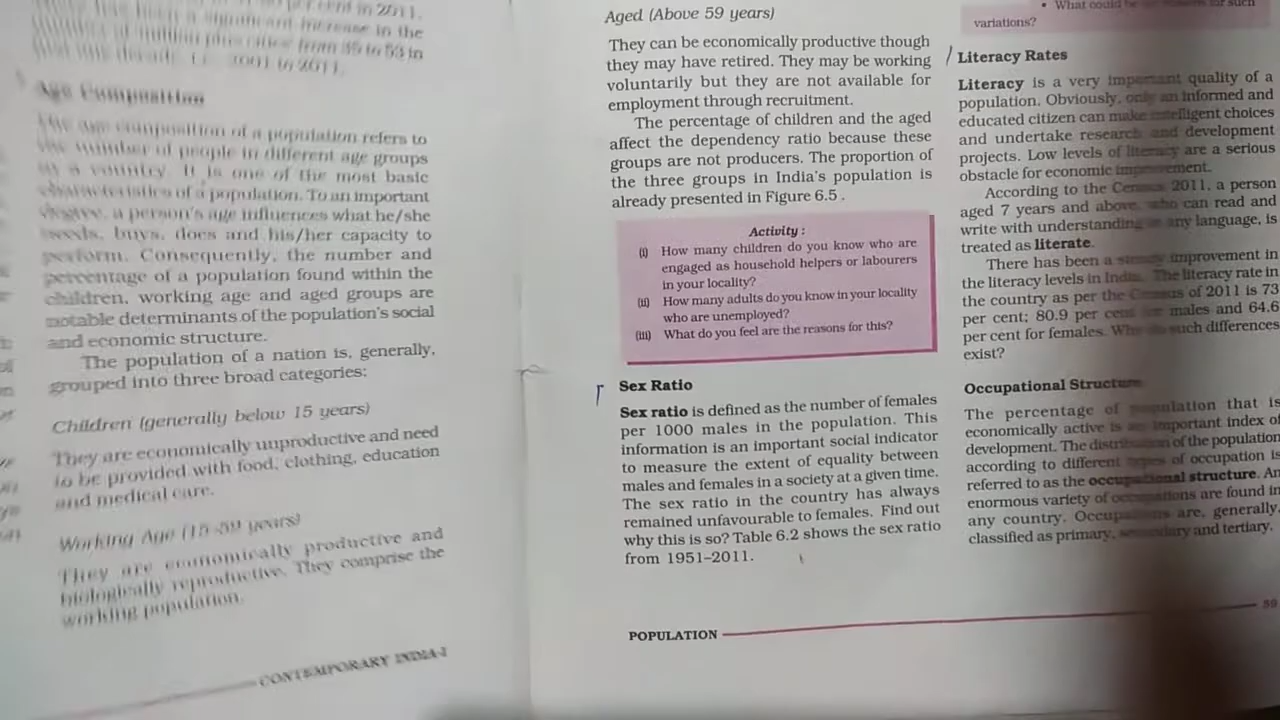 per cent in 2011.
significant increase in the
from 35 to 53 in
2001 to 2011.
Age Composition
The age composition of a population refers to
the number of people in different age groups
in a country. It is one of the most basic
characteristics of a population. To an important
degree, a person's age influences what he/she
needs, buys, does and his/her capacity to
perform. Consequently, the number and
percentage of a population found within the
children, working age and aged groups are
notable determinants of the population's social
and economic structure.
The population of a nation is, generally,
grouped into three broad categories:
Children (generally below 15 years)
They are economically unproductive and need
to be provided with food, clothing, education
and medical care.
Working Age (15-59 years)
They are economically productive and
biologically reproductive. They comprise the
working population.
CONTEMPORARY INDIA-I
Aged (Above 59 years)
They can be economically productive though
they may have retired. They may be working
voluntarily but they are not available for
employment through recruitment.
The percentage of children and the aged
affect the dependency ratio because these
groups are not producers. The proportion of
the three groups in India's population is
already presented in Figure 6.5 .
Activity :
(i) How many children do you know who are
engaged as household helpers or labourers
in your locality?
(ii) How many adults do you know in your locality
who are unemployed?
(iii) What do you feel are the reasons for this?
Sex Ratio
Sex ratio is defined as the number of females
per 1000 males in the population. This
information is an important social indicator
to measure the extent of equality between
males and females in a society at a given time.
The sex ratio in the country has always
remained unfavourable to females. Find out
why this is so? Table 6.2 shows the sex ratio
from 1951–2011.
• What could be reasons for such
variations?
Literacy Rates
Literacy is a very important quality of a
population. Obviously, only an informed and
educated citizen can make intelligent choices
and undertake research and development
projects. Low levels of literacy are a serious
obstacle for economic improvement.
According to the Census 2011, a person
aged 7 years and above, who can read and
write with understanding in any language, is
treated as literate.
There has been a steady improvement in
the literacy levels in India. The literacy rate in
the country as per the Census of 2011 is 73
per cent; 80.9 per cent for males and 64.6
per cent for females. Why do such differences
exist?
Occupational Structure
The percentage of population that is
economically active is an important index of
development. The distribution of the population
according to different types of occupation is
referred to as the occupational structure. An
enormous variety of occupations are found in
any country. Occupations are, generally,
classified as primary, secondary and tertiary.
POPULATION
59